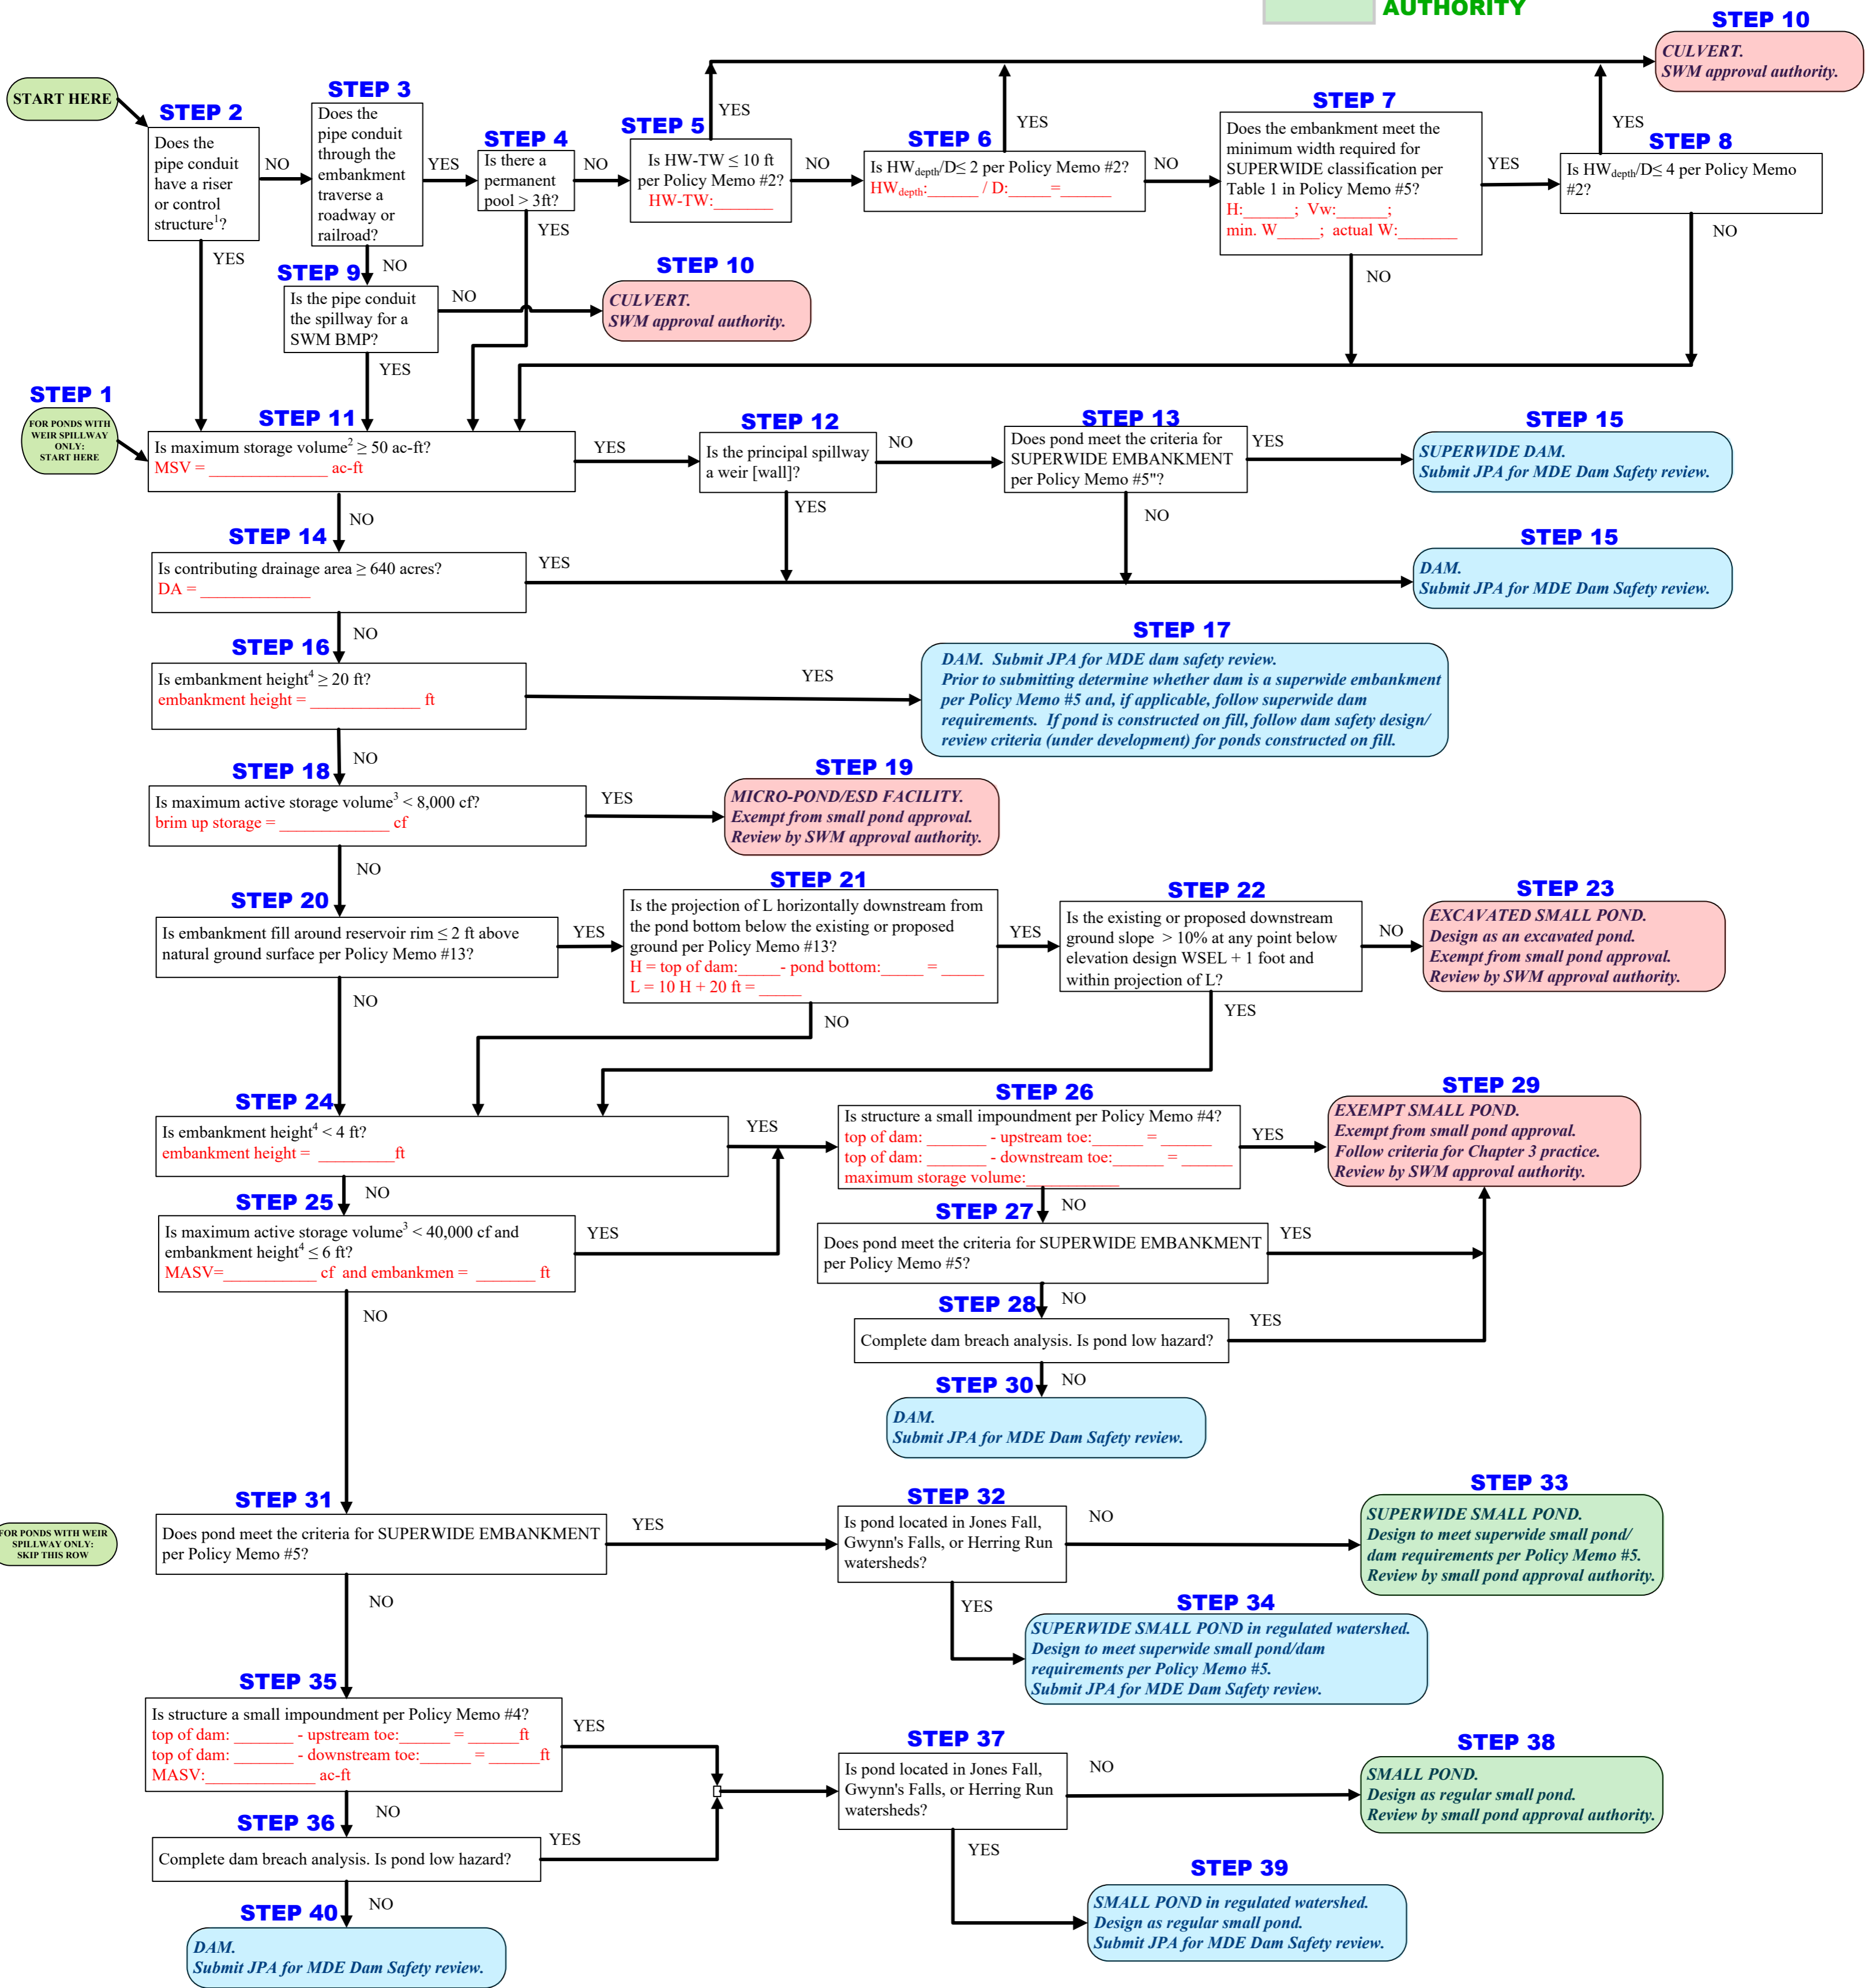 AUTHORITY
START HERE
STEP 2
Does the
pipe conduit
have a riser
or control
structure¹?
NO
YES
STEP 3
Does the
pipe conduit
through the
embankment
traverse a
roadway or
railroad?
YES
NO
STEP 4
Is there a
permanent
pool > 3ft?
NO
YES
STEP 5
Is HW-TW ≤ 10 ft
per Policy Memo #2?
HW-TW:_______
YES
NO
STEP 6
Is HWdepth/D≤ 2 per Policy Memo #2?
HWdepth:______ / D:_____=______
YES
NO
STEP 7
Does the embankment meet the
minimum width required for
SUPERWIDE classification per
Table 1 in Policy Memo #5?
H:______; Vw:______;
min. W_____; actual W:_______
YES
NO
STEP 8
Is HWdepth/D≤ 4 per Policy Memo
#2?
YES
NO
STEP 10
CULVERT.
SWM approval authority.
STEP 9
Is the pipe conduit
the spillway for a
SWM BMP?
NO
YES
STEP 10
CULVERT.
SWM approval authority.
STEP 1
FOR PONDS WITH
WEIR SPILLWAY
ONLY:
START HERE
STEP 11
Is maximum storage volume² ≥ 50 ac-ft?
MSV = ______________ ac-ft
YES
NO
STEP 12
Is the principal spillway
a weir [wall]?
NO
YES
STEP 13
Does pond meet the criteria for
SUPERWIDE EMBANKMENT
per Policy Memo #5"?
YES
NO
STEP 15
SUPERWIDE DAM.
Submit JPA for MDE Dam Safety review.
STEP 14
Is contributing drainage area ≥ 640 acres?
DA = _____________
YES
NO
STEP 15
DAM.
Submit JPA for MDE Dam Safety review.
STEP 16
Is embankment height⁴ ≥ 20 ft?
embankment height = _____________ ft
YES
NO
STEP 17
DAM. Submit JPA for MDE dam safety review.
Prior to submitting determine whether dam is a superwide embankment
per Policy Memo #5 and, if applicable, follow superwide dam
requirements. If pond is constructed on fill, follow dam safety design/
review criteria (under development) for ponds constructed on fill.
STEP 18
Is maximum active storage volume³ < 8,000 cf?
brim up storage = _____________ cf
YES
NO
STEP 19
MICRO-POND/ESD FACILITY.
Exempt from small pond approval.
Review by SWM approval authority.
STEP 20
Is embankment fill around reservoir rim ≤ 2 ft above
natural ground surface per Policy Memo #13?
YES
NO
STEP 21
Is the projection of L horizontally downstream from
the pond bottom below the existing or proposed
ground per Policy Memo #13?
H = top of dam:_____- pond bottom:_____ = _____
L = 10 H + 20 ft = _____
YES
NO
STEP 22
Is the existing or proposed downstream
ground slope > 10% at any point below
elevation design WSEL + 1 foot and
within projection of L?
NO
YES
STEP 23
EXCAVATED SMALL POND.
Design as an excavated pond.
Exempt from small pond approval.
Review by SWM approval authority.
STEP 24
Is embankment height⁴ < 4 ft?
embankment height = _________ft
YES
NO
STEP 25
Is maximum active storage volume³ < 40,000 cf and
embankment height⁴ ≤ 6 ft?
MASV=___________ cf and embankmen = _______ ft
YES
NO
STEP 26
Is structure a small impoundment per Policy Memo #4?
top of dam: _______ - upstream toe:______ = ______
top of dam: _______ - downstream toe:______ = ______
maximum storage volume:___________
YES
NO
STEP 27
Does pond meet the criteria for SUPERWIDE EMBANKMENT
per Policy Memo #5?
YES
NO
STEP 28
Complete dam breach analysis. Is pond low hazard?
YES
NO
STEP 29
EXEMPT SMALL POND.
Exempt from small pond approval.
Follow criteria for Chapter 3 practice.
Review by SWM approval authority.
STEP 30
DAM.
Submit JPA for MDE Dam Safety review.
FOR PONDS WITH WEIR
SPILLWAY ONLY:
SKIP THIS ROW
STEP 31
Does pond meet the criteria for SUPERWIDE EMBANKMENT
per Policy Memo #5?
YES
NO
STEP 32
Is pond located in Jones Fall,
Gwynn's Falls, or Herring Run
watersheds?
NO
YES
STEP 33
SUPERWIDE SMALL POND.
Design to meet superwide small pond/
dam requirements per Policy Memo #5.
Review by small pond approval authority.
STEP 34
SUPERWIDE SMALL POND in regulated watershed.
Design to meet superwide small pond/dam
requirements per Policy Memo #5.
Submit JPA for MDE Dam Safety review.
STEP 35
Is structure a small impoundment per Policy Memo #4?
top of dam: _______ - upstream toe:______ = ______ft
top of dam: _______ - downstream toe:______ = ______ft
MASV:_____________ ac-ft
YES
NO
STEP 36
Complete dam breach analysis. Is pond low hazard?
YES
NO
STEP 37
Is pond located in Jones Fall,
Gwynn's Falls, or Herring Run
watersheds?
NO
YES
STEP 38
SMALL POND.
Design as regular small pond.
Review by small pond approval authority.
STEP 39
SMALL POND in regulated watershed.
Design as regular small pond.
Submit JPA for MDE Dam Safety review.
STEP 40
DAM.
Submit JPA for MDE Dam Safety review.